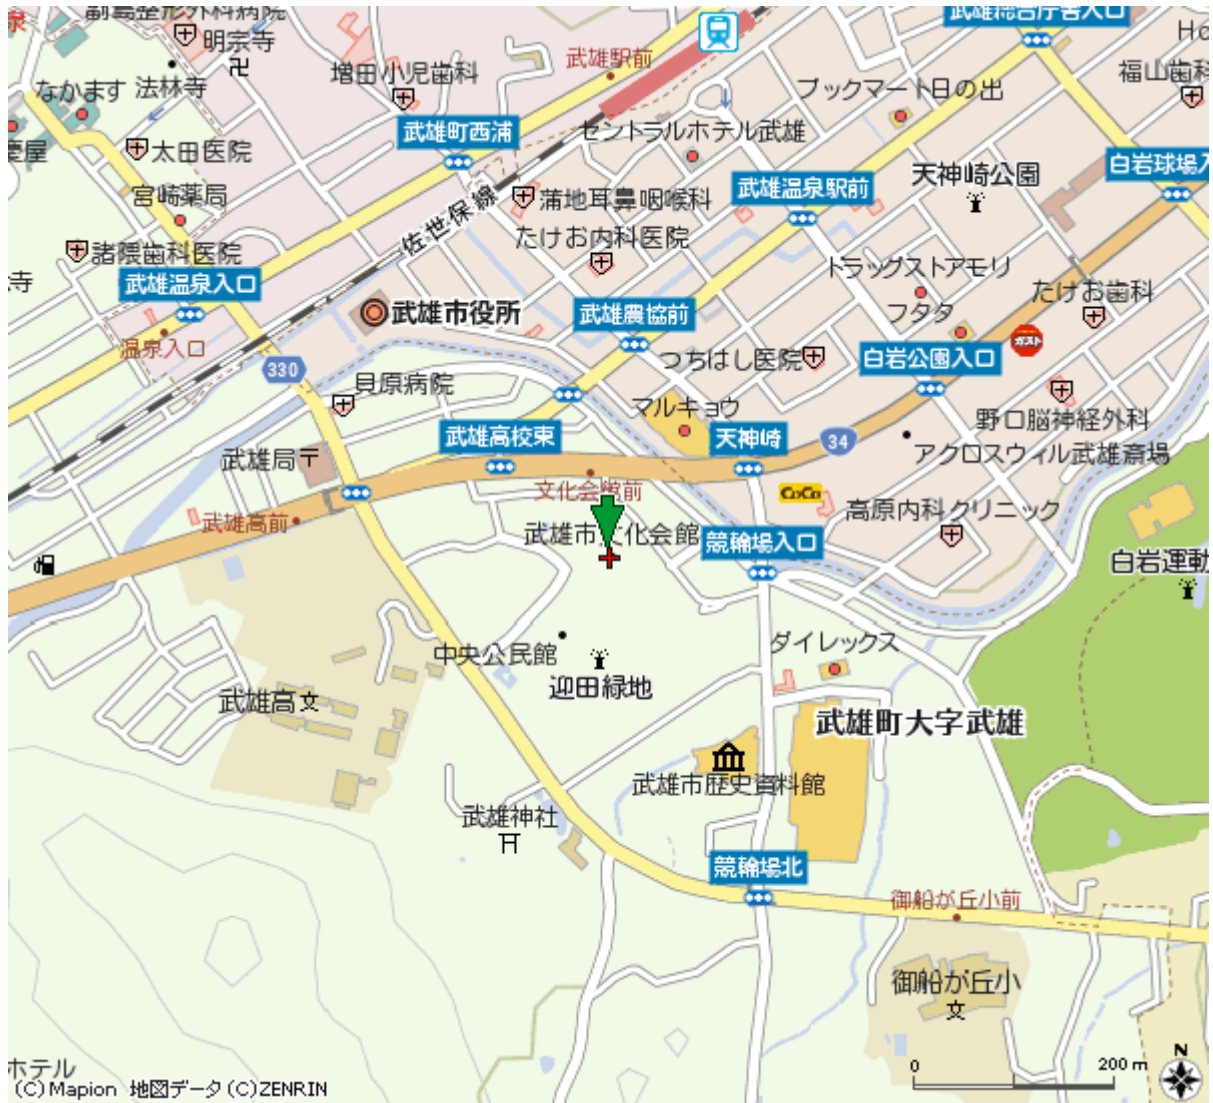 泉
副島整形外科病院
明宗寺
卍
増田小児歯科
武雄駅前
武雄総合庁舎入口
福山歯科
なかます
法林寺
武雄町西浦
セントラルホテル武雄
ブックマート日の出
太田医院
宮崎薬局
蒲地耳鼻咽喉科
武雄温泉駅前
天神崎公園
白岩球場入
佐世保線
たけお内科医院
諸隈歯科医院
寺
武雄温泉入口
武雄市役所
武雄農協前
ドラッグストアモリ
たけお歯科
フタタ
ガスト
温泉入口
330
貝原病院
つちはし医院
白岩公園入口
マルキョウ
野口脳神経外科
武雄高校東
天神崎
34
アクロスウィル武雄斎場
武雄局
文化会館前
CoCo
武雄高前
武雄市文化会館
競輪場入口
高原内科クリニック
白岩運動
中央公民館
ダイレックス
迎田緑地
武雄高
文
武雄町大字武雄
武雄市歴史資料館
武雄神社
競輪場北
御船が丘小前
御船が丘小
文
ホテル
0
200 m
N
(C)Mapion 地図データ(C)ZENRIN